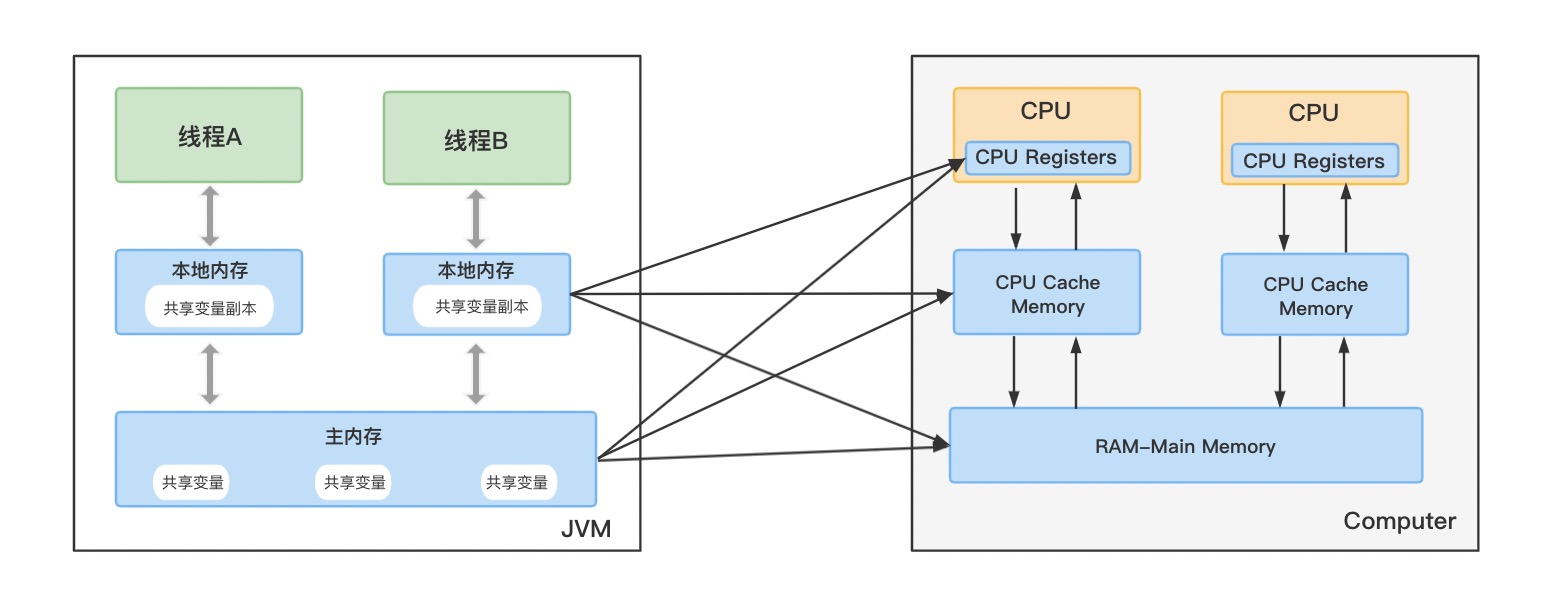 线程A
线程B
本地内存
共享变量副本
本地内存
共享变量副本
主内存
共享变量
共享变量
共享变量
JVM
CPU
CPU Registers
CPU
CPU Registers
CPU Cache
Memory
CPU Cache
Memory
RAM–Main Memory
Computer